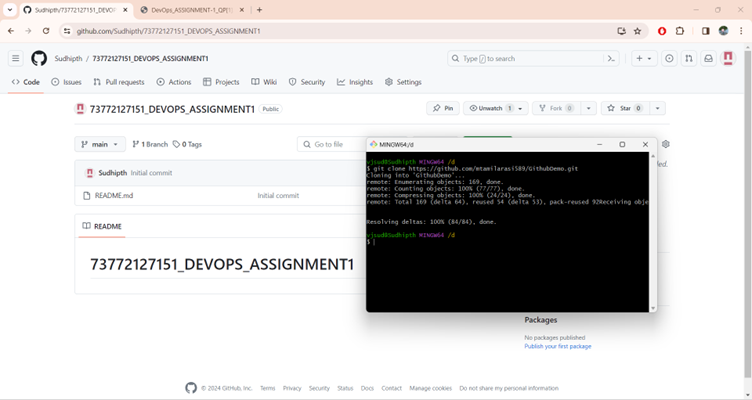 Sudhipth/73772127151_DEVOPS_ASS
DevOps_ASSIGNMENT-1_QP[1]
github.com/Sudhipth/73772127151_DEVOPS_ASSIGNMENT1
Sudhipth / 73772127151_DEVOPS_ASSIGNMENT1
Type / to search
Code Issues Pull requests Actions Projects Wiki Security Insights Settings
73772127151_DEVOPS_ASSIGNMENT1 Public
Pin Unwatch 1 Fork 0 Star 0
main 1 Branch 0 Tags Go to file
Sudhipth Initial commit
README.md Initial commit
README
73772127151_DEVOPS_ASSIGNMENT1
MINGW64:/d
vjsud@Sudhipth MINGW64 /d
$ git clone https://github.com/mtamilarasi589/GithubDemo.git
Cloning into 'GithubDemo'...
remote: Enumerating objects: 169, done.
remote: Counting objects: 100% (77/77), done.
remote: Compressing objects: 100% (24/24), done.
remote: Total 169 (delta 64), reused 54 (delta 53), pack-reused 92Receiving obje
Resolving deltas: 100% (84/84), done.
vjsud@Sudhipth MINGW64 /d
$
Packages
No packages published
Publish your first package
© 2024 GitHub, Inc. Terms Privacy Security Status Docs Contact Manage cookies Do not share my personal information